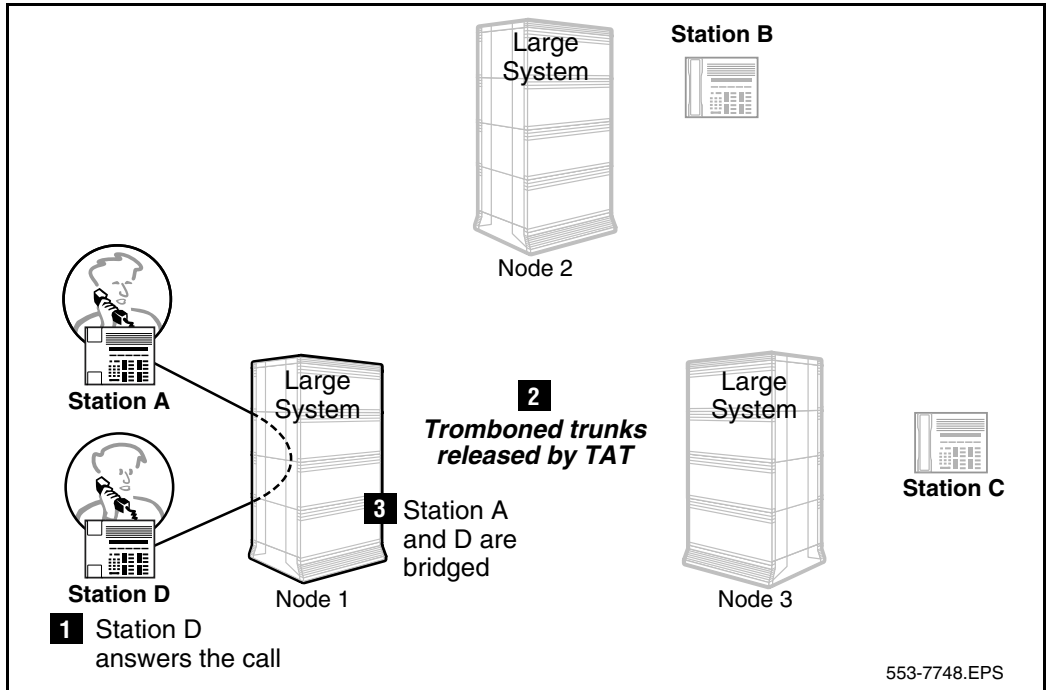 Large
System
Station B
Node 2
Station A
Large
System
2
Tromboned trunks
released by TAT
Large
System
Station C
3 Station A
and D are
bridged
Station D
Node 1
Node 3
1 Station D
answers the call
553-7748.EPS